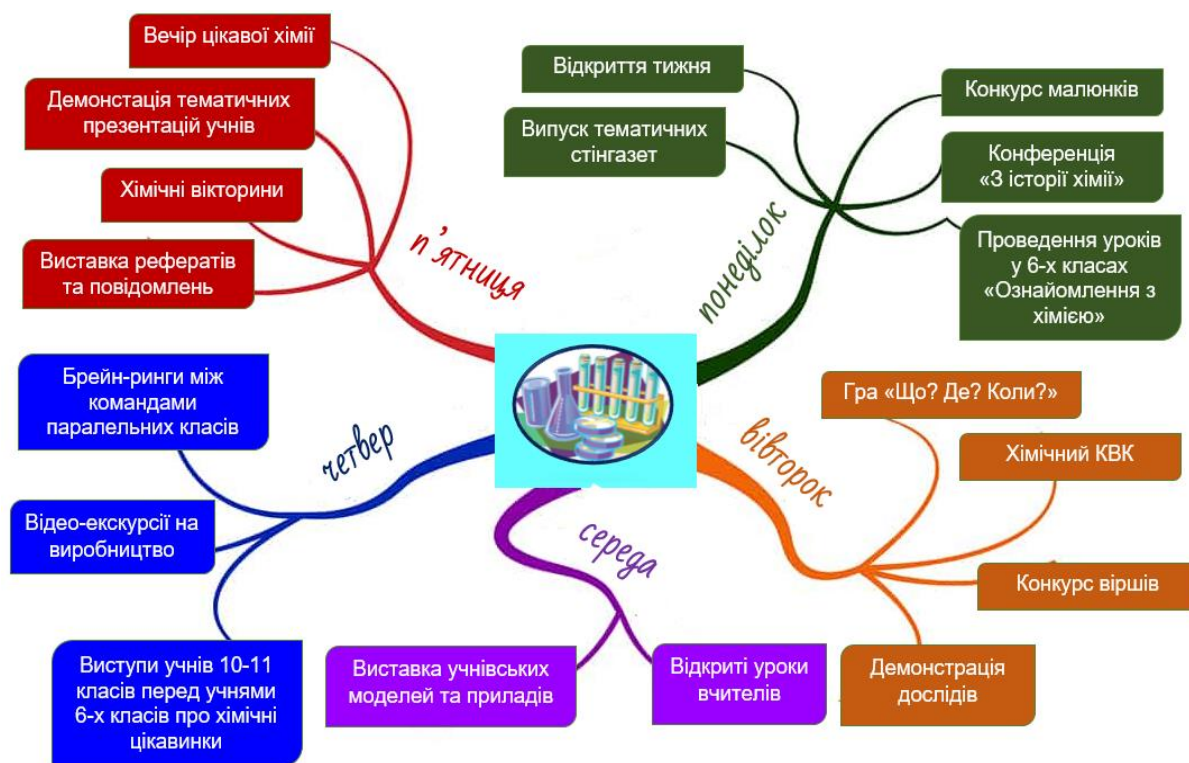 Вечір цікавої хімії
Демонстація тематичних
презентацій учнів
Хімічні вікторини
Виставка рефератів
та повідомлень
п'ятниця
Відкриття тижня
Випуск тематичних
стінгазет
Конкурс малюнків
Конференція
«З історії хімії»
Проведення уроків
у 6-х класах
«Ознайомлення з
хімією»
понеділок
Гра «Що? Де? Коли?»
Хімічний КВК
Конкурс віршів
Демонстрація
дослідів
вівторок
середа
Виставка учнівських
моделей та приладів
Відкриті уроки
вчителів
четвер
Брейн-ринги між
командами
паралельних класів
Відео-екскурсії на
виробництво
Виступи учнів 10-11
класів перед учнями
6-х класів про хімічні
цікавинки